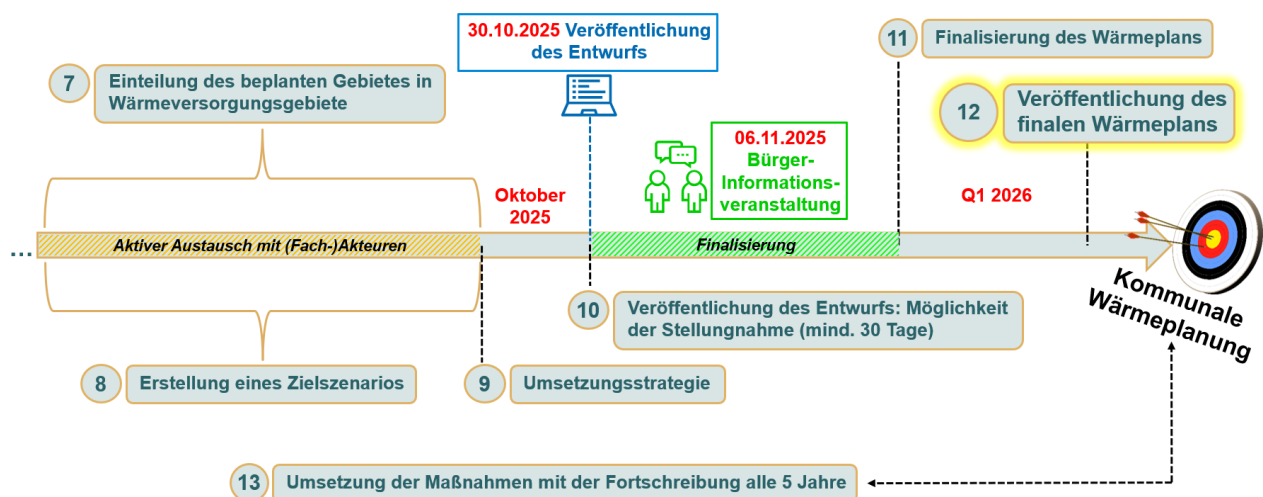 7
Einteilung des beplanten Gebietes in
Wärmeversorgungsgebiete
30.10.2025 Veröffentlichung
des Entwurfs
11
Finalisierung des Wärmeplans
12
Veröffentlichung des
finalen Wärmeplans
06.11.2025
Bürger-
Informations-
veranstaltung
Oktober
2025
Q1 2026
...
Aktiver Austausch mit (Fach-)Akteuren
Finalisierung
Kommunale
Wärmeplanung
10
Veröffentlichung des Entwurfs: Möglichkeit
der Stellungnahme (mind. 30 Tage)
8
Erstellung eines Zielszenarios
9
Umsetzungsstrategie
13
Umsetzung der Maßnahmen mit der Fortschreibung alle 5 Jahre